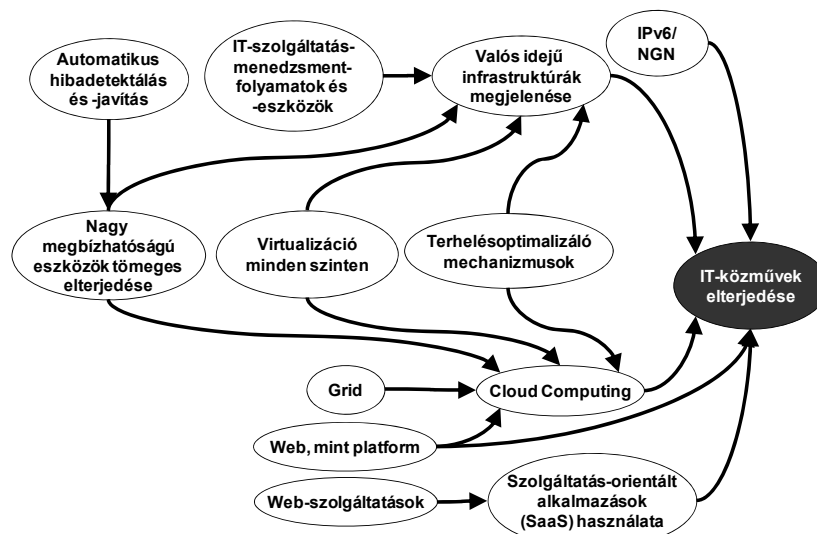 Automatikus
hibadetektálás
és -javítás
IT-szolgáltatás-
menedzsment-
folyamatok és
-eszközök
Valós idejű
infrastruktúrák
megjelenése
IPv6/
NGN
Nagy
megbízhatóságú
eszközök tömeges
elterjedése
Virtualizáció
minden szinten
Terhelésoptimalizáló
mechanizmusok
IT-közművek
elterjedése
Grid
Cloud Computing
Web, mint platform
Web-szolgáltatások
Szolgáltatás-orientált
alkalmazások
(SaaS) használata